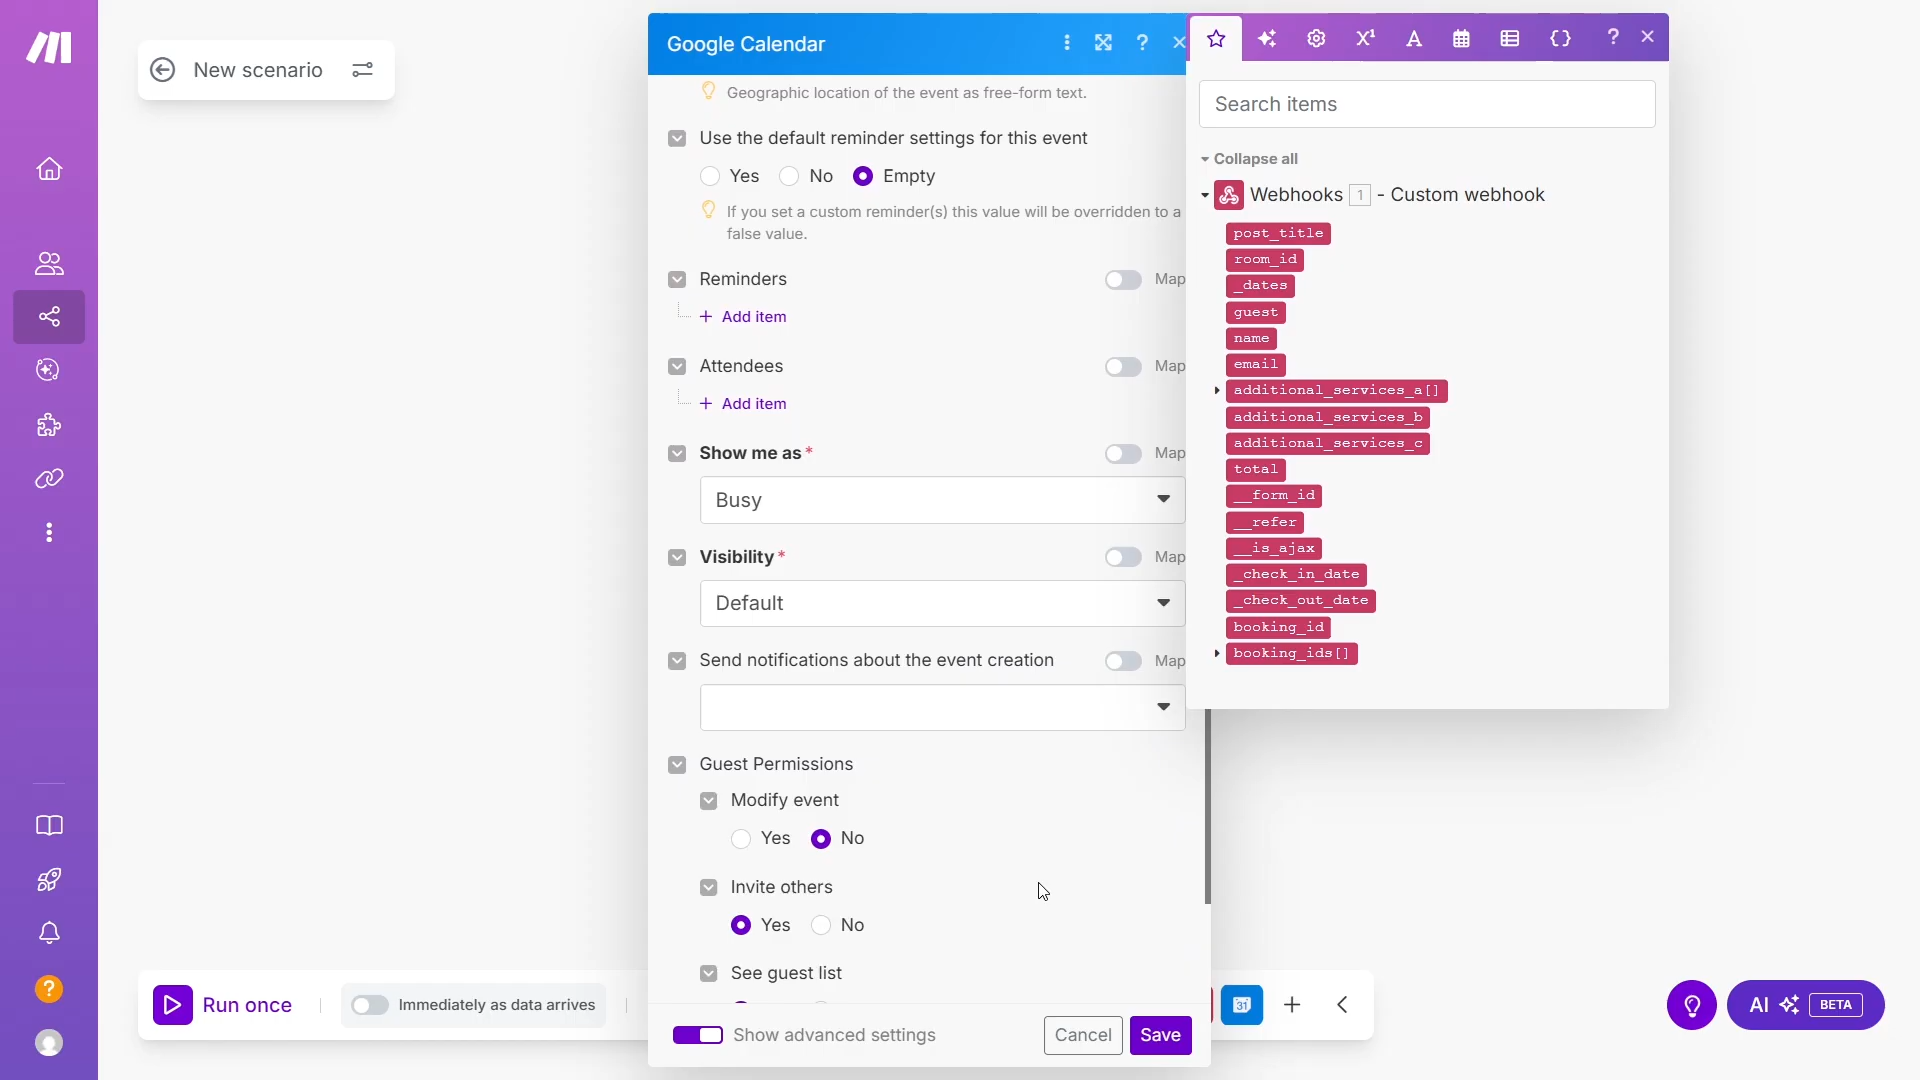 New scenario
Google Calendar
Geographic location of the event as free-form text.
Use the default reminder settings for this event
Yes
No
Empty
If you set a custom reminder(s) this value will be overridden to a
false value.
Reminders
Map
+ Add item
Attendees
Map
+ Add item
Show me as *
Map
Busy
Visibility *
Map
Default
Send notifications about the event creation
Map
Guest Permissions
Modify event
Yes
No
Invite others
Yes
No
See guest list
Show advanced settings
Cancel
Save
Search items
Collapse all
Webhooks 1 - Custom webhook
post_title
room_id
_dates
guest
name
email
additional_services_a[]
additional_services_b
additional_services_c
total
__form_id
__refer
__is_ajax
_check_in_date
_check_out_date
booking_id
booking_ids[]
Run once
Immediately as data arrives
31
AI BETA